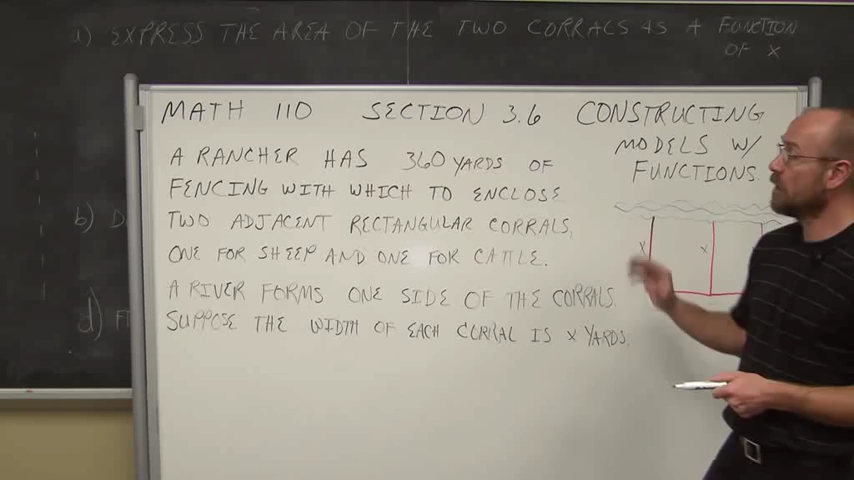 a) EXPRESS THE AREA OF THE TWO CORRALS AS A FUNCTION
OF X
MATH 110 SECTION 3.6 CONSTRUCTING
MODELS W/
FUNCTIONS.
A RANCHER HAS 360 YARDS OF
FENCING WITH WHICH TO ENCLOSE
TWO ADJACENT RECTANGULAR CORRALS,
ONE FOR SHEEP AND ONE FOR CATTLE.
A RIVER FORMS ONE SIDE OF THE CORRALS.
SUPPOSE THE WIDTH OF EACH CORRAL IS X YARDS.
X X
b)
d)